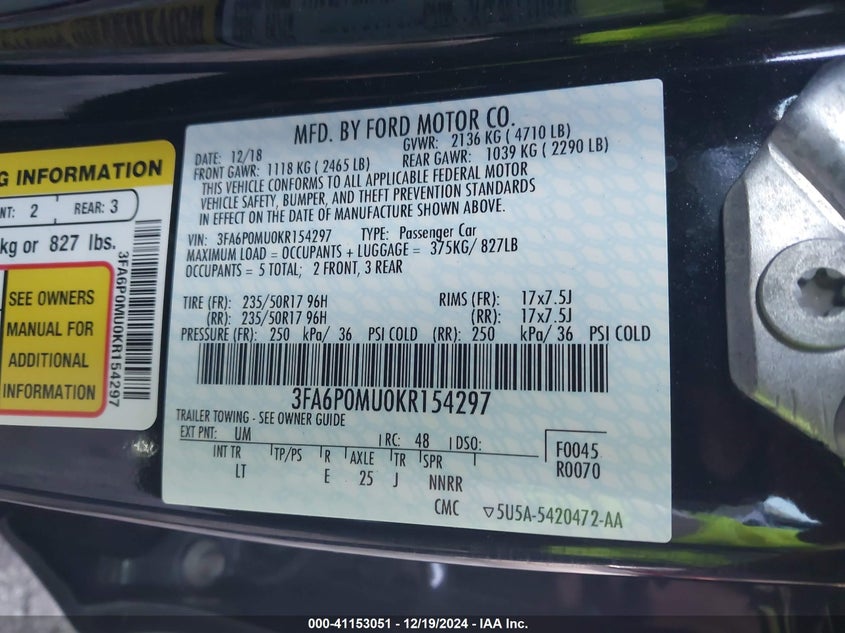 MFD. BY FORD MOTOR CO.
DATE: 12/18
GVWR: 2136 KG ( 4710 LB)
FRONT GAWR: 1118 KG ( 2465 LB)
REAR GAWR: 1039 KG ( 2290 LB)
THIS VEHICLE CONFORMS TO ALL APPLICABLE FEDERAL MOTOR
VEHICLE SAFETY, BUMPER, AND THEFT PREVENTION STANDARDS
IN EFFECT ON THE DATE OF MANUFACTURE SHOWN ABOVE.
VIN: 3FA6P0MU0KR154297 TYPE: Passenger Car
MAXIMUM LOAD = OCCUPANTS + LUGGAGE = 375KG/ 827LB
OCCUPANTS = 5 TOTAL; 2 FRONT, 3 REAR
TIRE (FR): 235/50R17 96H RIMS (FR): 17x7.5J
(RR): 235/50R17 96H (RR): 17x7.5J
PRESSURE (FR): 250 kPa/ 36 PSI COLD (RR): 250 kPa/ 36 PSI COLD
3FA6P0MU0KR154297
TRAILER TOWING - SEE OWNER GUIDE
EXT PNT: UM RC: 48 DSO: F0045
R0070
INT TR TP/PS R AXLE TR SPR
LT E 25 J NNRR
CMC ▽5U5A-5420472-AA
G INFORMATION
NT: 2 REAR: 3
kg or 827 lbs.
SEE OWNERS
MANUAL FOR
ADDITIONAL
INFORMATION
3FA6P0MU0KR154297
000-41153051 - 12/19/2024 - IAA Inc.